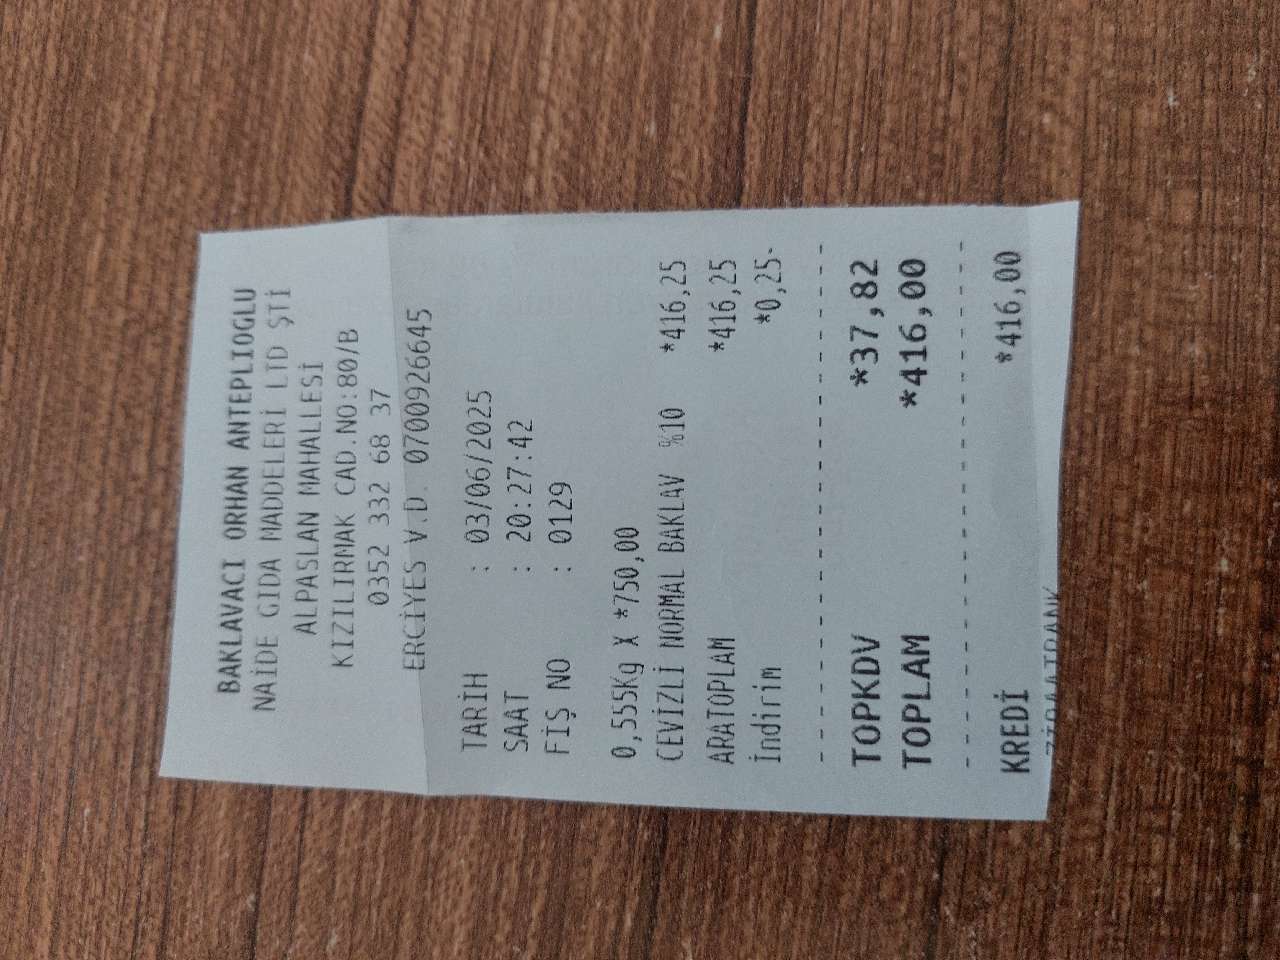 BAKLAVACI ORHAN ANTEPLIOGLU
NAİDE GIDA MADDELERİ LTD ŞTİ
ALPASLAN MAHALLESİ
KIZILIRMAK CAD.NO:80/B
0352 332 68 37
ERCİYES V.D. 0700926645
TARİH : 03/06/2025
SAAT : 20:27:42
FİŞ NO : 0129
0,555Kg X *750,00
CEVİZLİ NORMAL BAKLAV %10 *416,25
ARATOPLAM *416,25
İndirim *0,25-
TOPKDV *37,82
TOPLAM *416,00
KREDİ *416,00
ZİRAATBANK